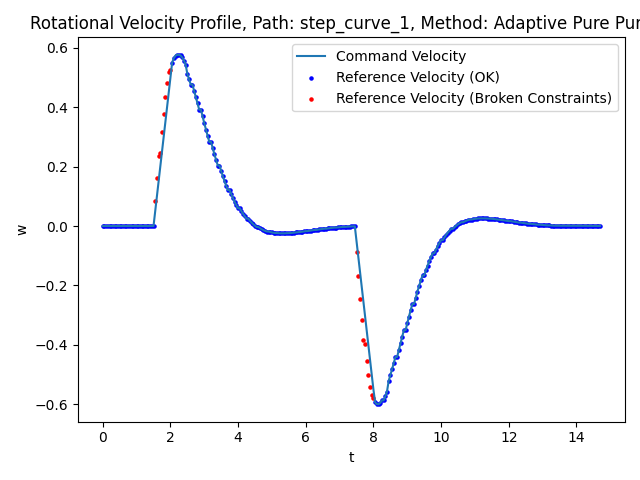 Rotational Velocity Profile, Path: step_curve_1, Method: Adaptive Pure
Command Velocity
Reference Velocity (OK)
Reference Velocity (Broken Constraints)
0.6
0.4
0.2
0.0
−0.2
−0.4
−0.6
w
0
2
4
6
8
10
12
14
t